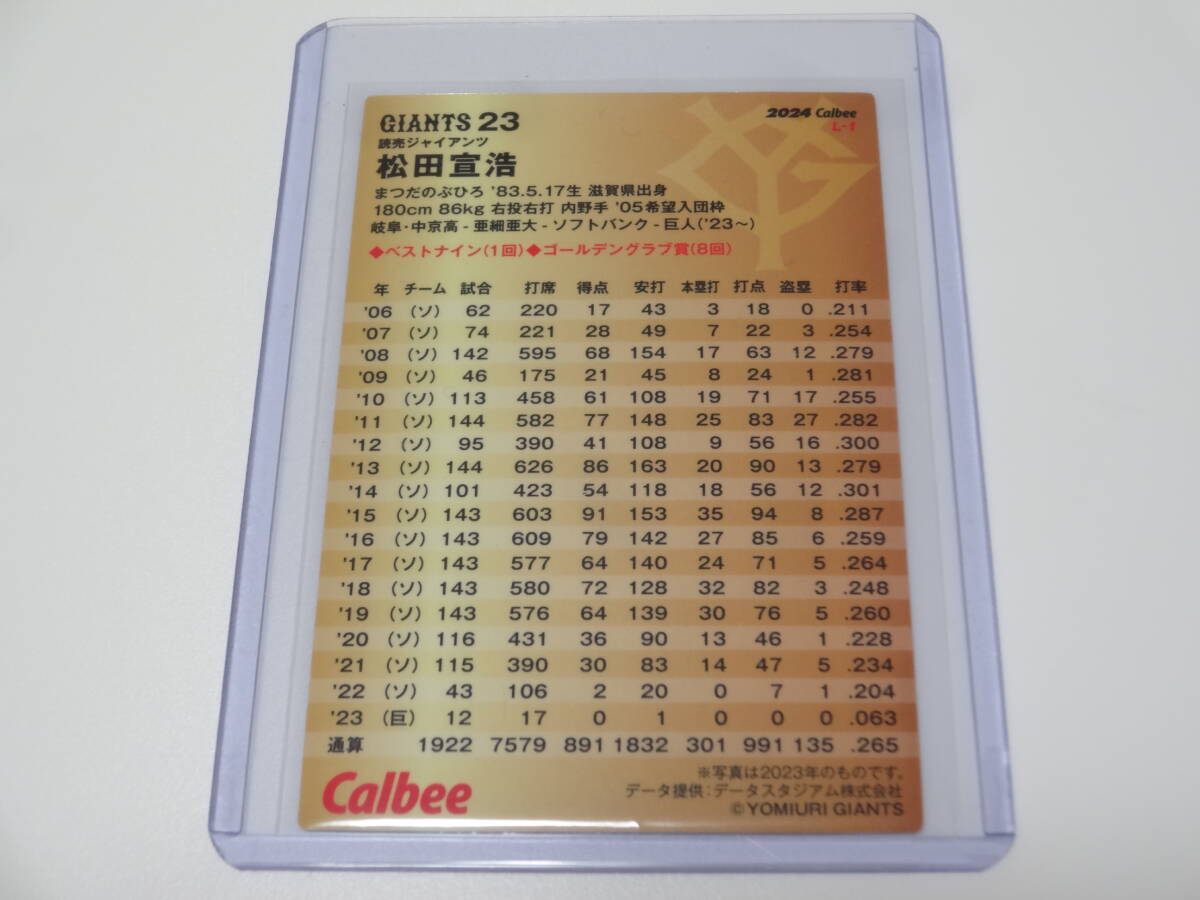 GIANTS 23
2024 Calbee
L-1
読売ジャイアンツ
松田宣浩
まつだのぶひろ '83.5.17生 滋賀県出身
180cm 86kg 右投右打 内野手 '05希望入団枠
岐阜・中京高 - 亜細亜大 - ソフトバンク - 巨人('23～)
◆ベストナイン(1回)◆ゴールデングラブ賞(8回)
年 チーム 試合 打席 得点 安打 本塁打 打点 盗塁 打率
'06 (ソ) 62 220 17 43 3 18 0 .211
'07 (ソ) 74 221 28 49 7 22 3 .254
'08 (ソ) 142 595 68 154 17 63 12 .279
'09 (ソ) 46 175 21 45 8 24 1 .281
'10 (ソ) 113 458 61 108 19 71 17 .255
'11 (ソ) 144 582 77 148 25 83 27 .282
'12 (ソ) 95 390 41 108 9 56 16 .300
'13 (ソ) 144 626 86 163 20 90 13 .279
'14 (ソ) 101 423 54 118 18 56 12 .301
'15 (ソ) 143 603 91 153 35 94 8 .287
'16 (ソ) 143 609 79 142 27 85 6 .259
'17 (ソ) 143 577 64 140 24 71 5 .264
'18 (ソ) 143 580 72 128 32 82 3 .248
'19 (ソ) 143 576 64 139 30 76 5 .260
'20 (ソ) 116 431 36 90 13 46 1 .228
'21 (ソ) 115 390 30 83 14 47 5 .234
'22 (ソ) 43 106 2 20 0 7 1 .204
'23 (巨) 12 17 0 1 0 0 0 .063
通算 1922 7579 891 1832 301 991 135 .265
Calbee
※写真は2023年のものです。
データ提供：データスタジアム株式会社
©YOMIURI GIANTS